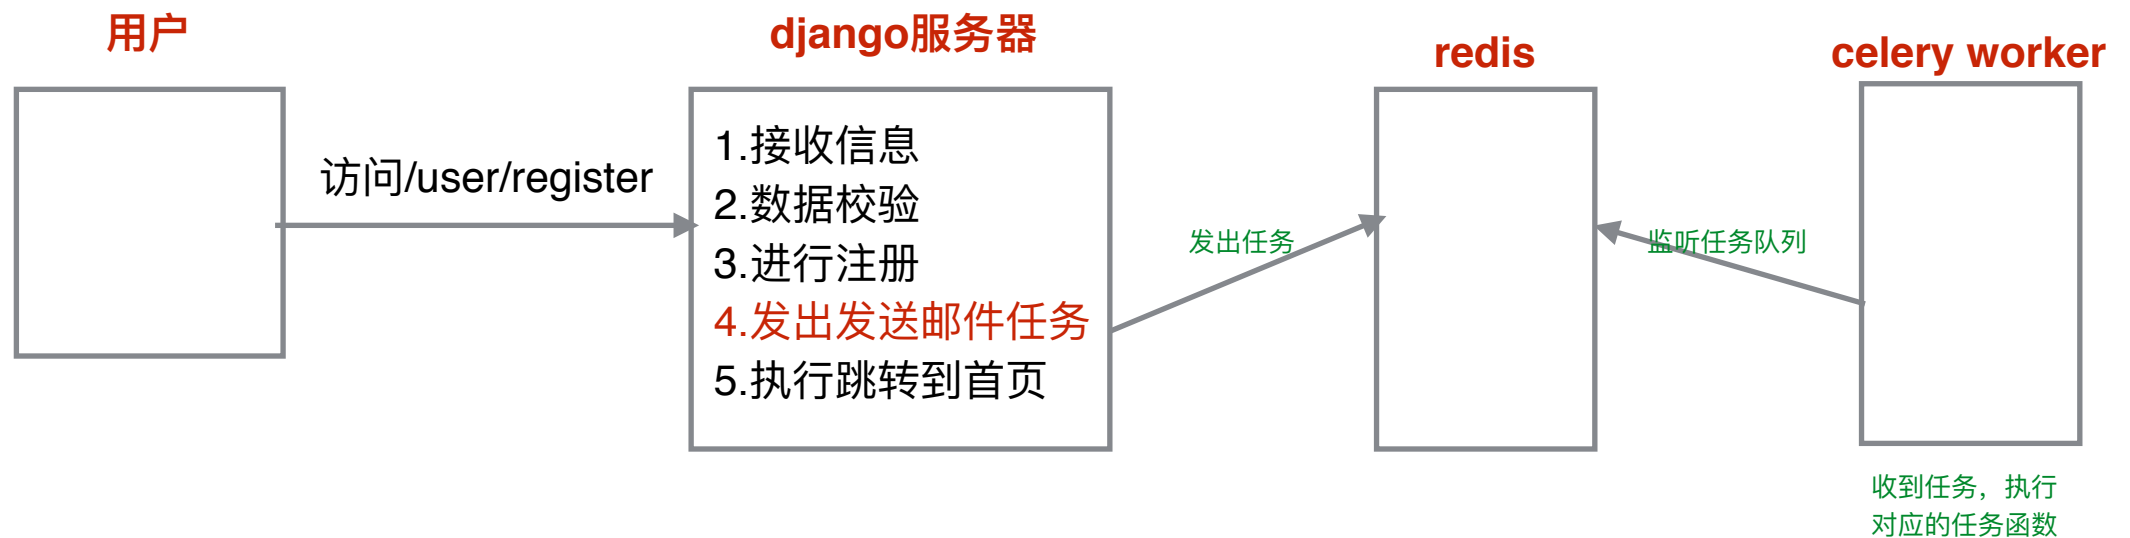 用户
django服务器
redis
celery worker
访问/user/register
1.接收信息
2.数据校验
3.进行注册
4.发出发送邮件任务
5.执行跳转到首页
发出任务
监听任务队列
收到任务，执行
对应的任务函数